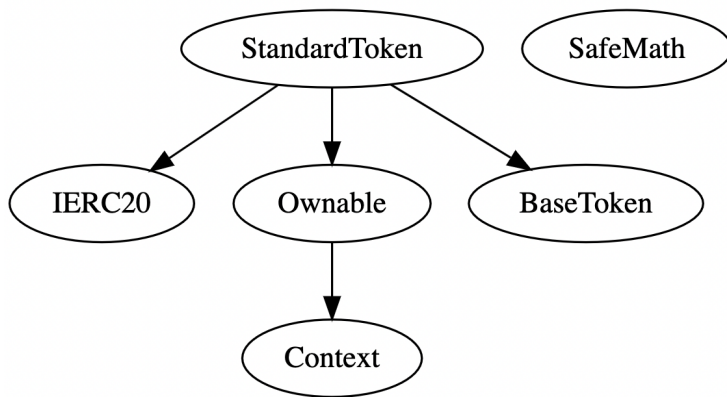 StandardToken
SafeMath
IERC20
Ownable
BaseToken
Context